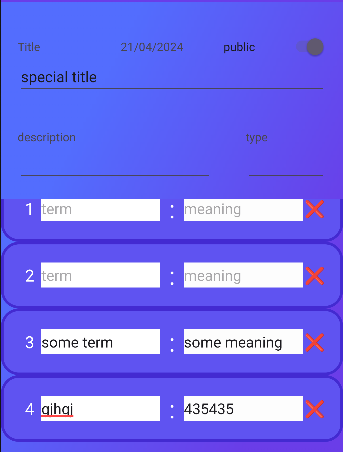 Title 21/04/2024 public
special title
description type
1 term : meaning ❌
2 term : meaning ❌
3 some term : some meaning ❌
4 qjhqj : 435435 ❌